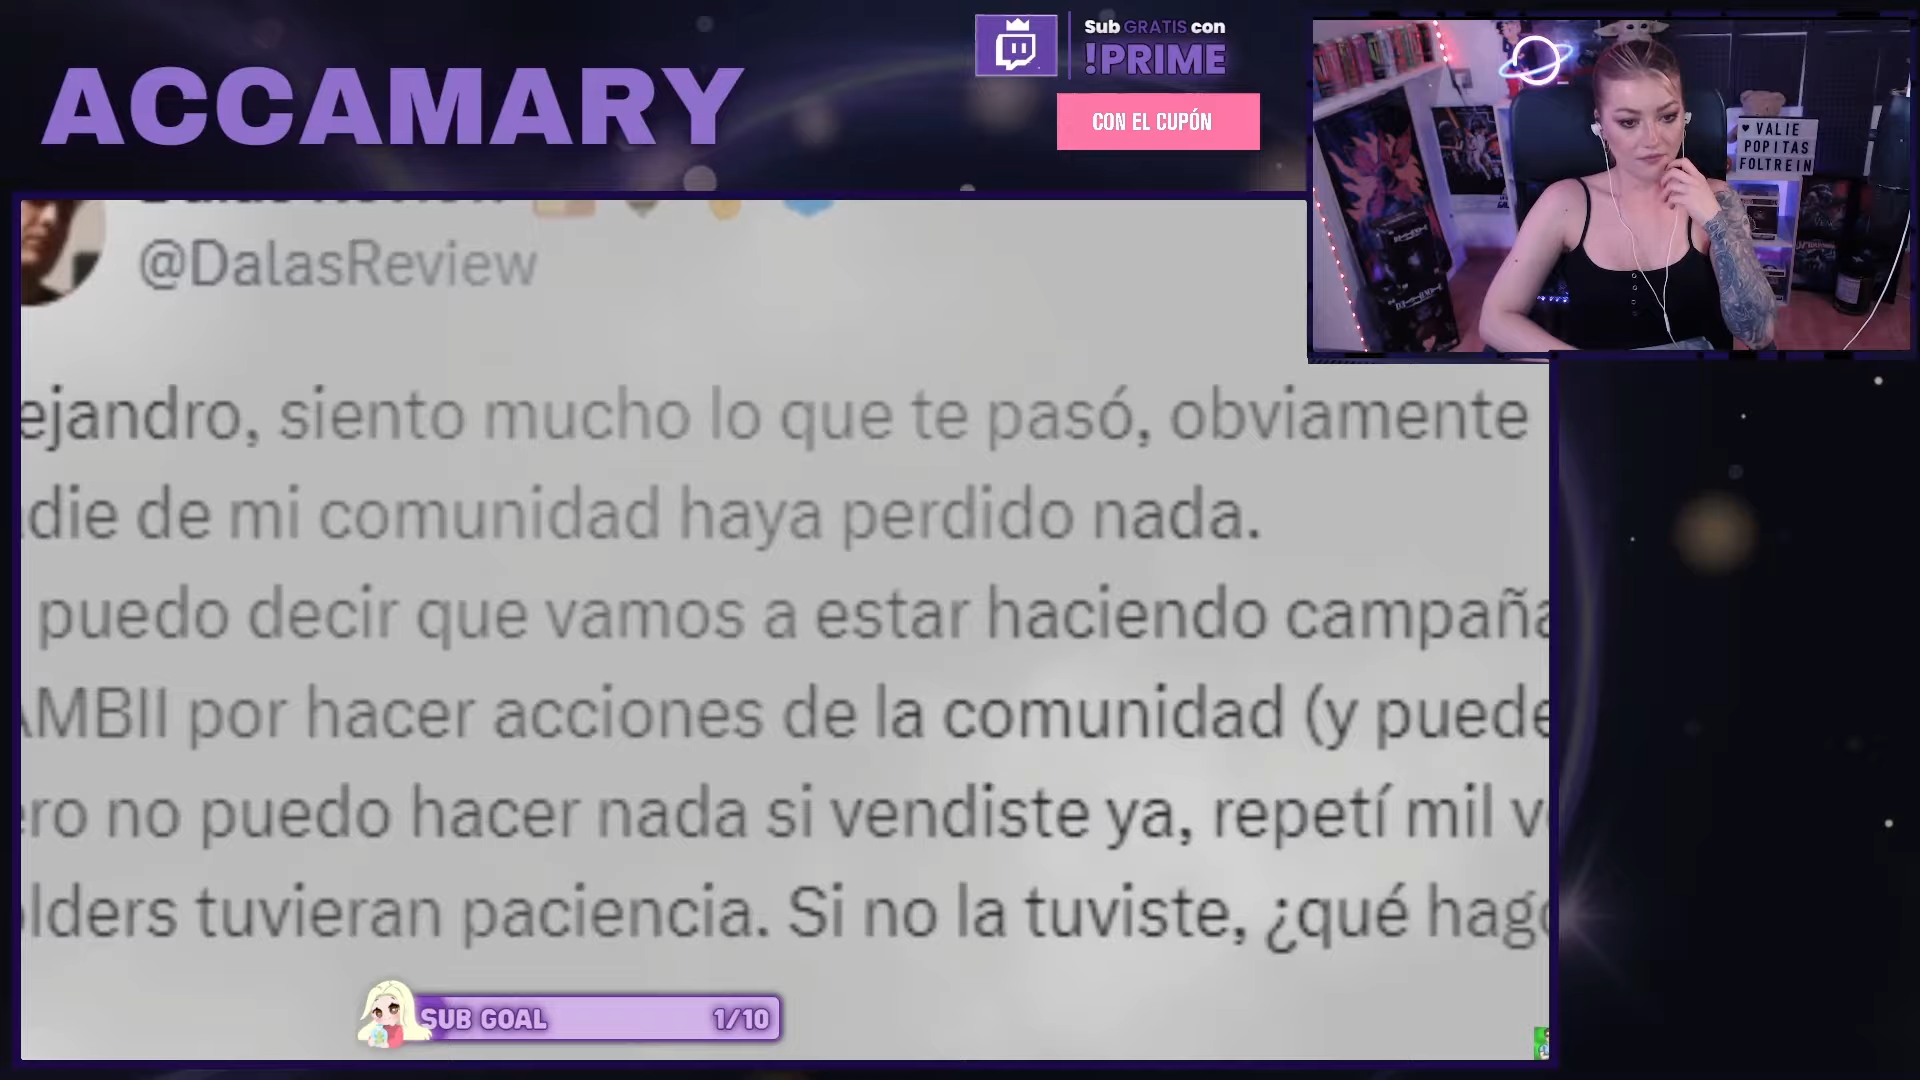 ACCAMARY
Sub GRATIS con
!PRIME
CON EL CUPÓN
♥ VALIE
POPITAS
FOLTREIN
@DalasReview
ejandro, siento mucho lo que te pasó, obviamente
die de mi comunidad haya perdido nada.
puedo decir que vamos a estar haciendo campaña
AMBII por hacer acciones de la comunidad (y puede
ro no puedo hacer nada si vendiste ya, repetí mil v
lders tuvieran paciencia. Si no la tuviste, ¿qué hago
SUB GOAL 1/10